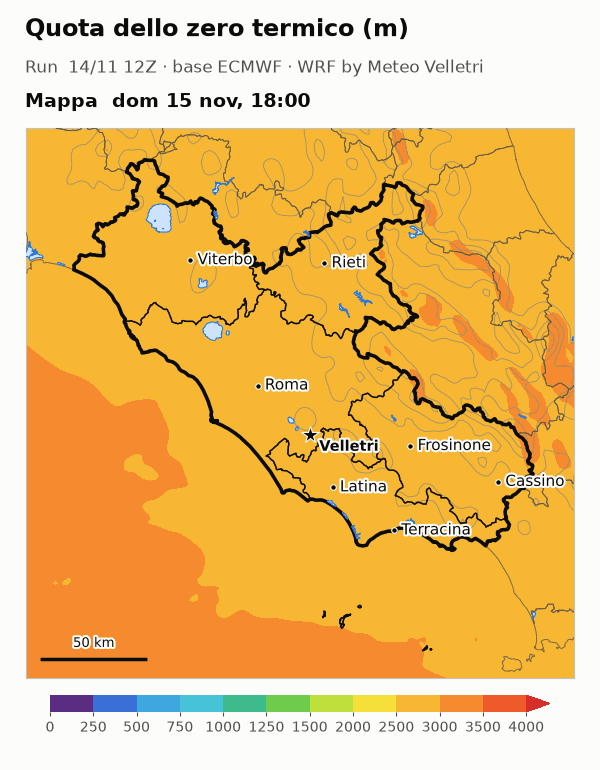 Quota dello zero termico (m)
Run  14/11 12Z · base ECMWF · WRF by Meteo Velletri
Mappa  dom 15 nov, 18:00
Viterbo
Rieti
Roma
Velletri
Frosinone
Latina
Cassino
Terracina
50 km
0 250 500 750 1000 1250 1500 2000 2500 3000 3500 4000